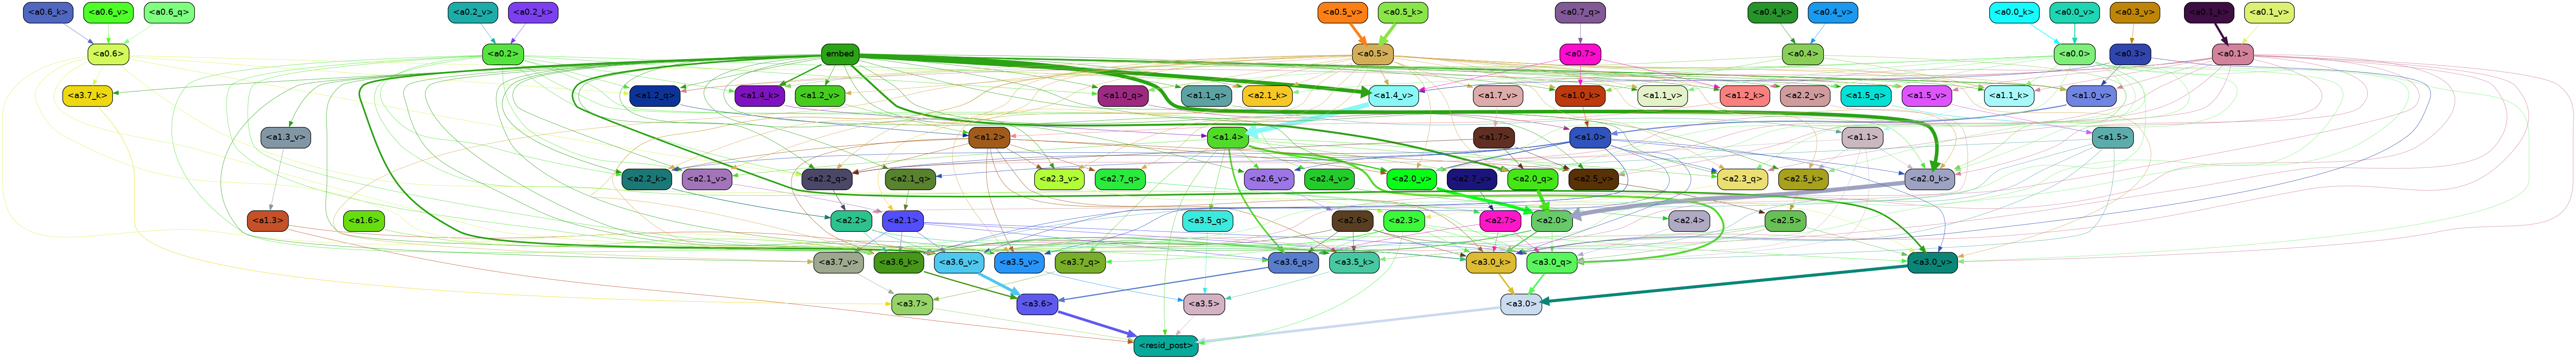 <a0.6_k> <a0.6_v> <a0.6_q> <a0.2_v> <a0.2_k> <a0.5_v> <a0.5_k> <a0.7_q> <a0.4_k> <a0.4_v> <a0.0_k> <a0.0_v> <a0.3_v> <a0.1_k> <a0.1_v>
<a0.6> <a0.2> embed <a0.5> <a0.7> <a0.4> <a0.0> <a0.3> <a0.1>
<a3.7_k> <a1.2_q> <a1.4_k> <a1.2_v> <a1.0_q> <a1.1_q> <a2.1_k> <a1.4_v> <a1.7_v> <a1.0_k> <a1.1_v> <a1.2_k> <a2.2_v> <a1.5_q> <a1.5_v> <a1.1_k> <a1.0_v>
<a1.3_v> <a1.2> <a1.4> <a1.7> <a1.0> <a1.1> <a1.5>
<a2.2_k> <a2.1_v> <a2.2_q> <a2.1_q> <a2.3_v> <a2.7_q> <a2.6_v> <a2.4_v> <a2.0_v> <a2.7_v> <a2.0_q> <a2.5_v> <a2.3_q> <a2.5_k> <a2.0_k>
<a1.3> <a1.6> <a2.2> <a2.1> <a3.5_q> <a2.6> <a2.3> <a2.7> <a2.0> <a2.4> <a2.5>
<a3.7_v> <a3.6_k> <a3.6_v> <a3.5_v> <a3.7_q> <a3.6_q> <a3.5_k> <a3.0_k> <a3.0_q> <a3.0_v>
<a3.7> <a3.6> <a3.5> <a3.0>
<resid_post>